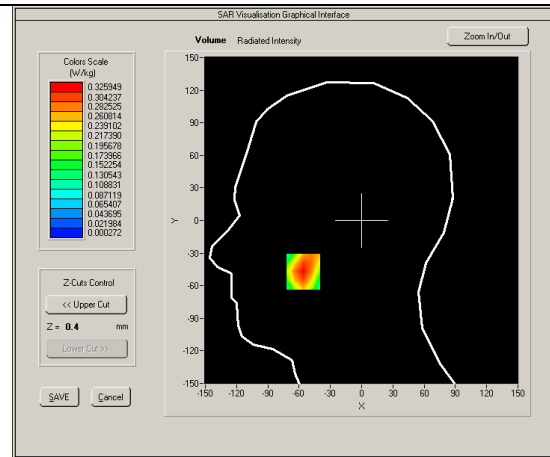 SAR Visualisation Graphical Interface
Volume Radiated Intensity
Zoom In/Out
Colors Scale
(W/kg)
0.325949
0.304237
0.282525
0.260814
0.239102
0.217390
0.195678
0.173966
0.152254
0.130543
0.108831
0.087119
0.065407
0.043695
0.021984
0.000272
Z-Cuts Control
<< Upper Cut
Z = 0.4 mm
Lower Cut >>
SAVE
Cancel
150
120
90
60
30
0
-30
-60
-90
-120
-150
Y
-150 -120 -90 -60 -30 0 30 60 90 120 150
X